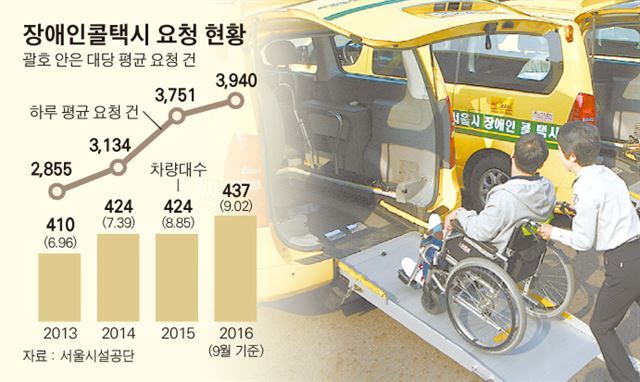 장애인콜택시 요청 현황
괄호 안은 대당 평균 요청 건
하루 평균 요청 건
2,855
3,134
3,751
3,940
차량대수
410
(6.96)
424
(7.39)
424
(8.85)
437
(9.02)
2013 2014 2015 2016
(9월 기준)
자료 : 서울시설공단
서울시 장애인 콜 택시